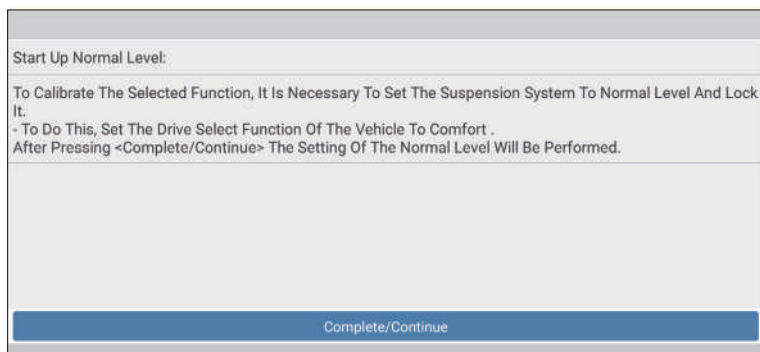 Start Up Normal Level:
To Calibrate The Selected Function, It Is Necessary To Set The Suspension System To Normal Level And Lock
It.
- To Do This, Set The Drive Select Function Of The Vehicle To Comfort .
After Pressing <Complete/Continue> The Setting Of The Normal Level Will Be Performed.
Complete/Continue